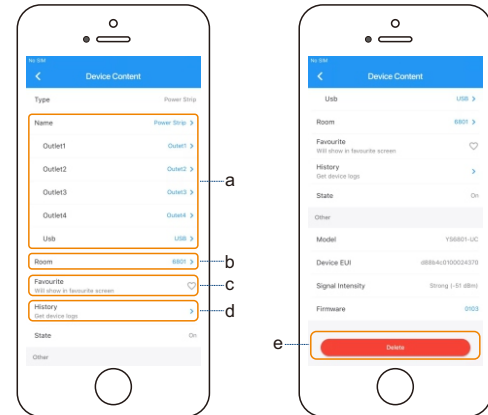 No SIM
Device Content
Type Power Strip
Name Power Strip
Outlet1 Outlet1
Outlet2 Outlet2
Outlet3 Outlet3
Outlet4 Outlet4
Usb USB
a
Room 6801
b
Favourite
Will show in favourite screen
c
History
Get device logs
d
State On
Other
No SIM
Device Content
Usb USB
Room 6801
Favourite
Will show in favourite screen
History
Get device logs
State On
Other
Model YS6801-UC
Device EUI d88b4c0100024378
Signal Intensity Strong (-51 dBm)
Firmware 0103
e
Delete